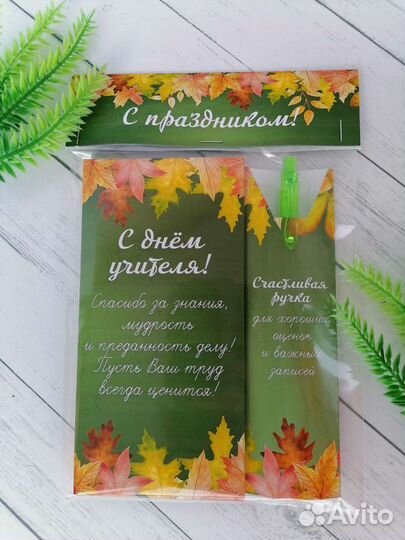 С праздником!
С днём
учителя!
Спасибо за знания,
мудрость
и преданность делу!
Пусть Ваш труд
всегда ценится!
Счастливая
ручка
для хороших
оценок
и важных
записей
Avito